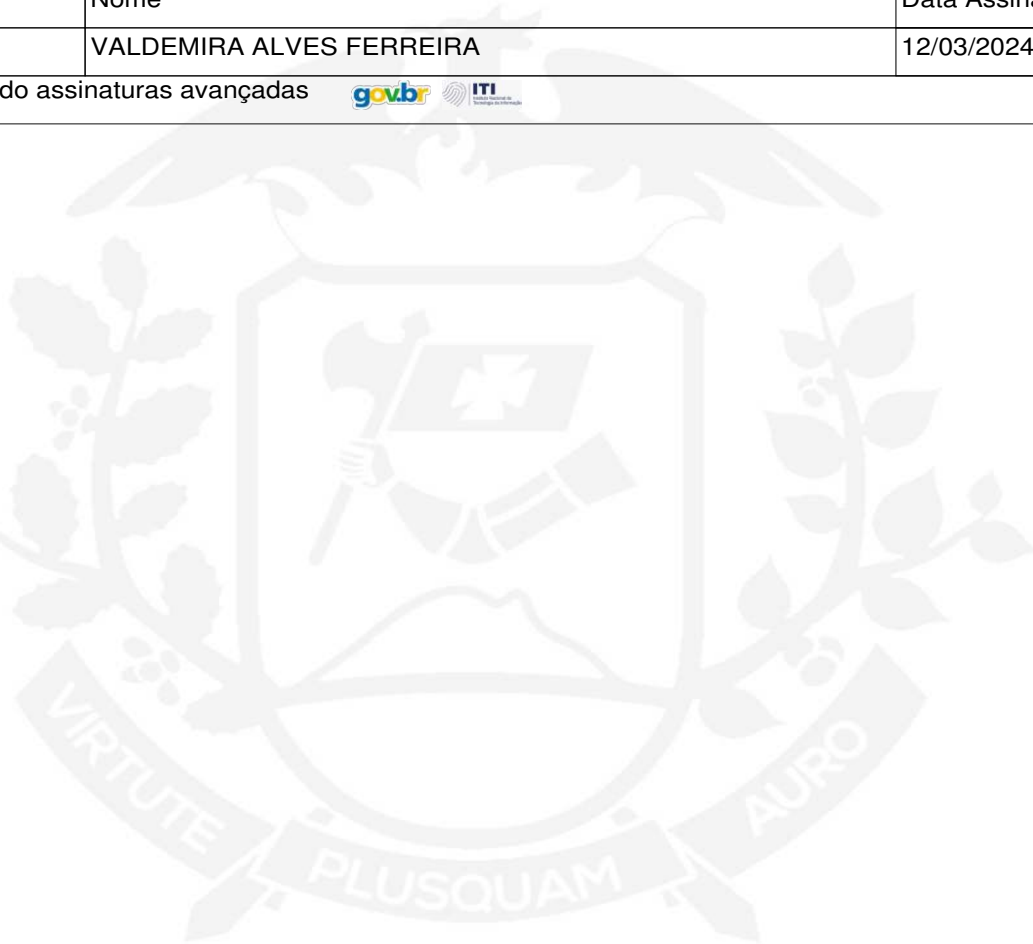 Nome Data Assina
VALDEMIRA ALVES FERREIRA 12/03/2024
do assinaturas avançadas gov.br ITI
VIRTUTE PLUSQUAM AURO